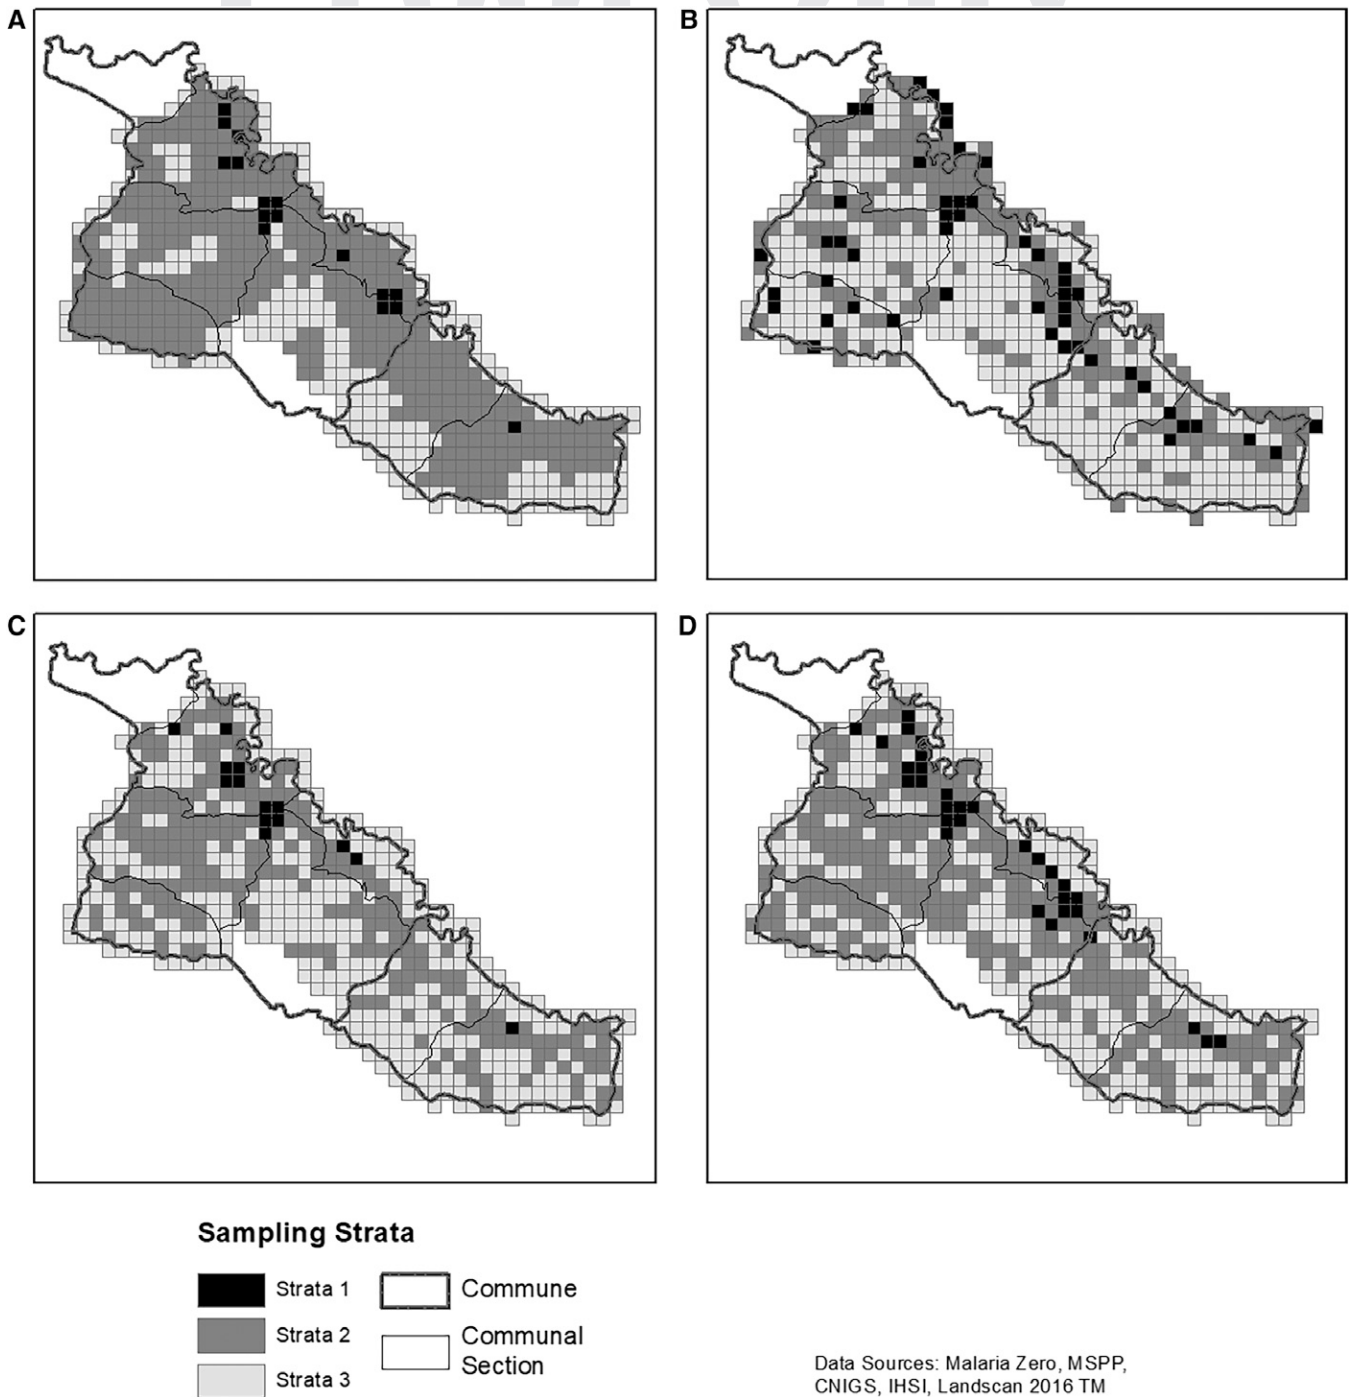 A
B
C
D
Sampling Strata
Strata 1
Commune
Strata 2
Communal
Section
Strata 3
Data Sources: Malaria Zero, MSPP,
CNIGS, IHSI, Landscan 2016 TM